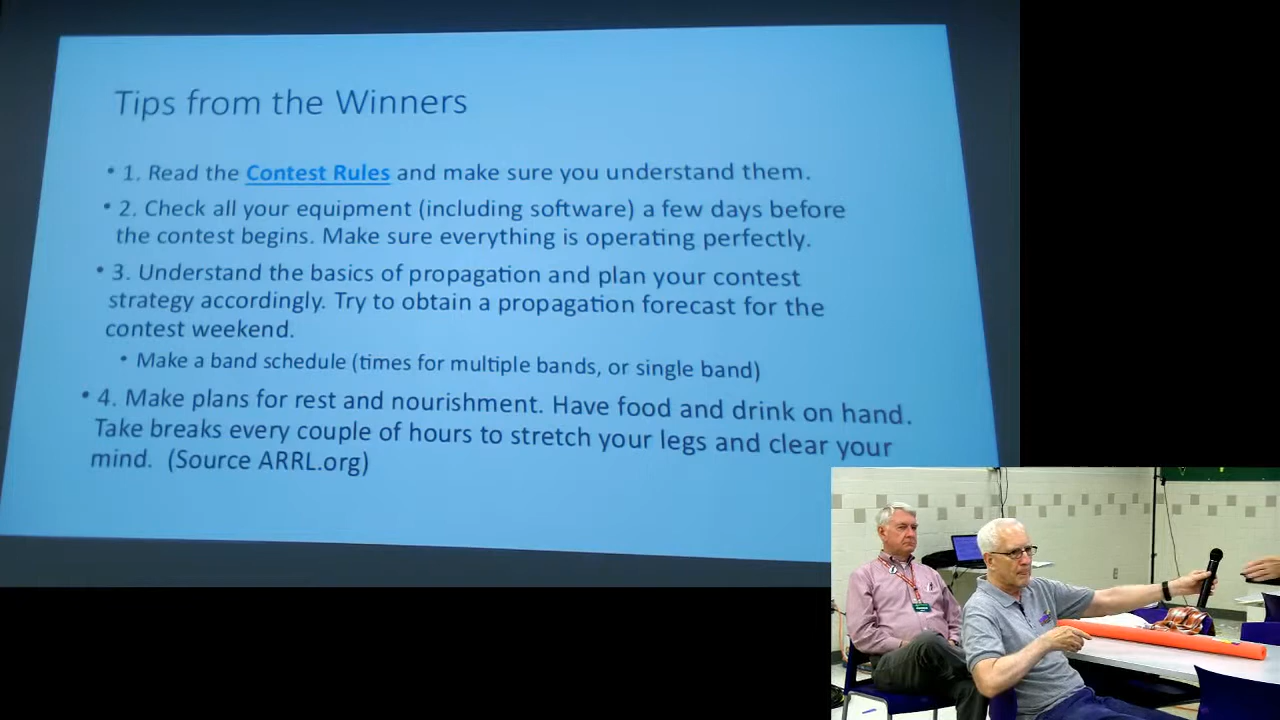 Tips from the Winners
• 1. Read the Contest Rules and make sure you understand them.
• 2. Check all your equipment (including software) a few days before
the contest begins. Make sure everything is operating perfectly.
• 3. Understand the basics of propagation and plan your contest
strategy accordingly. Try to obtain a propagation forecast for the
contest weekend.
• Make a band schedule (times for multiple bands, or single band)
• 4. Make plans for rest and nourishment. Have food and drink on hand.
Take breaks every couple of hours to stretch your legs and clear your
mind. (Source ARRL.org)